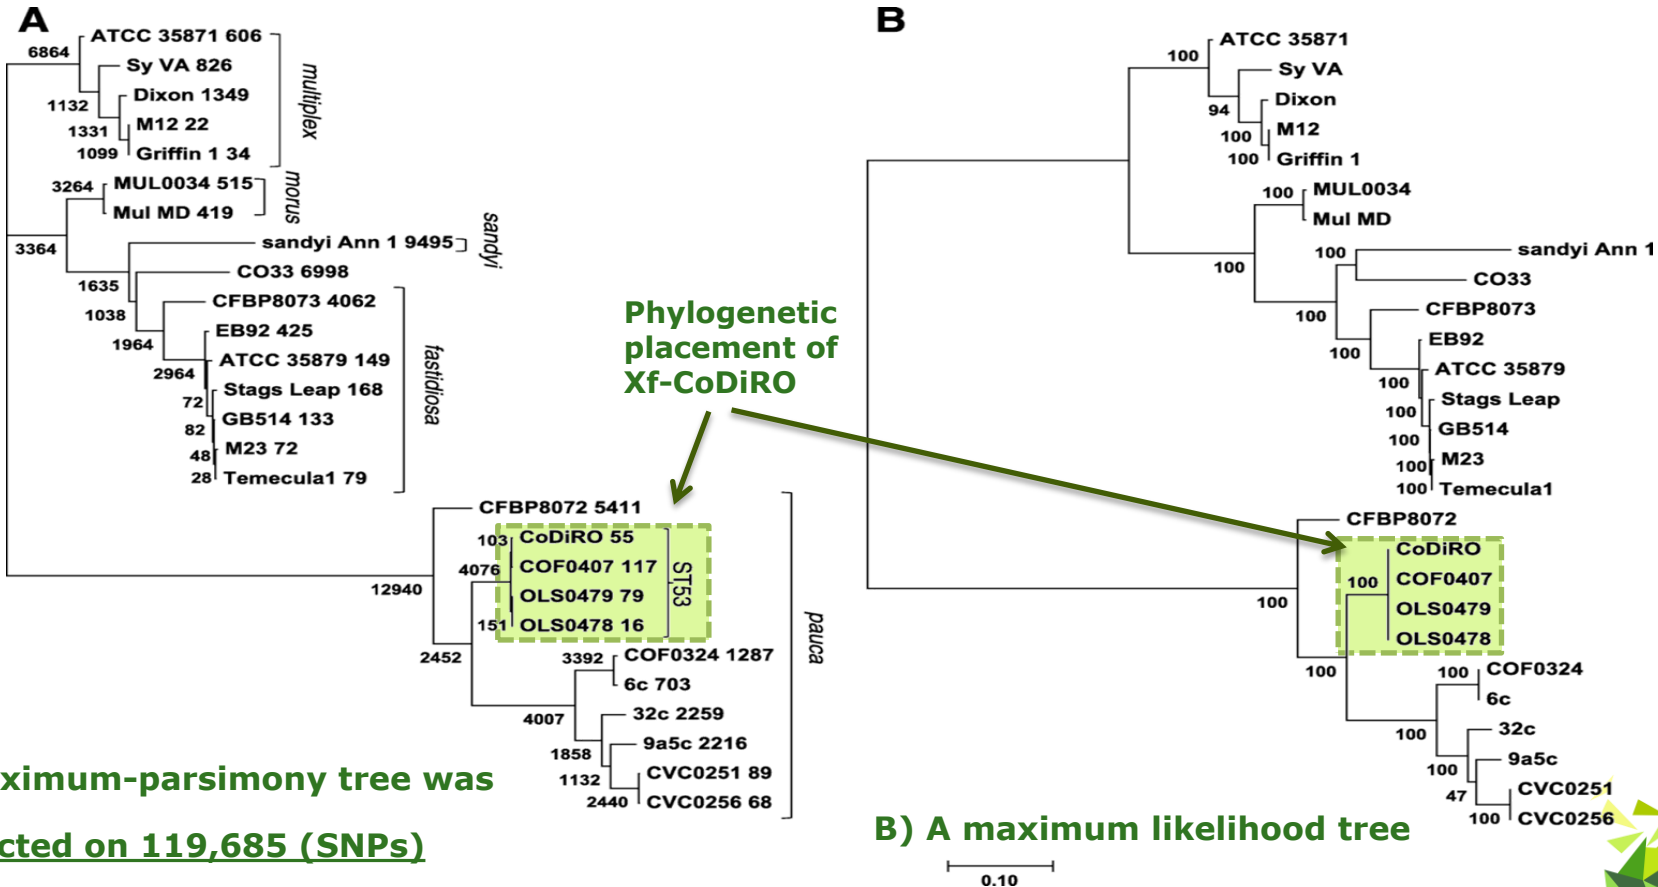 A
6864
ATCC 35871 606
Sy VA 826
1132
Dixon 1349
1331
M12 22
1099
Griffin 1 34
multiplex
3264
MUL0034 515
Mul MD 419
morus
3364
sandyi Ann 1 9495
sandyi
1635
CO33 6998
1038
CFBP8073 4062
1964
EB92 425
2964
ATCC 35879 149
72
Stags Leap 168
82
GB514 133
48
M23 72
28
Temecula1 79
fastidiosa
12940
CFBP8072 5411
103
CoDiRO 55
4076
COF0407 117
OLS0479 79
151
OLS0478 16
ST53
2452
3392
COF0324 1287
6c 703
4007
32c 2259
1858
9a5c 2216
1132
CVC0251 89
2440
CVC0256 68
pauca
ximum-parsimony tree was
cted on 119,685 (SNPs)
Phylogenetic
placement of
Xf-CoDiRO
B
100
ATCC 35871
Sy VA
94
Dixon
100
M12
100
Griffin 1
100
MUL0034
Mul MD
100
100
sandyi Ann 1
CO33
100
CFBP8073
100
EB92
100
ATCC 35879
100
Stags Leap
100
GB514
100
M23
100
Temecula1
100
CFBP8072
CoDiRO
100
COF0407
OLS0479
OLS0478
100
100
COF0324
6c
100
32c
100
9a5c
47
CVC0251
100
CVC0256
B) A maximum likelihood tree
0.10